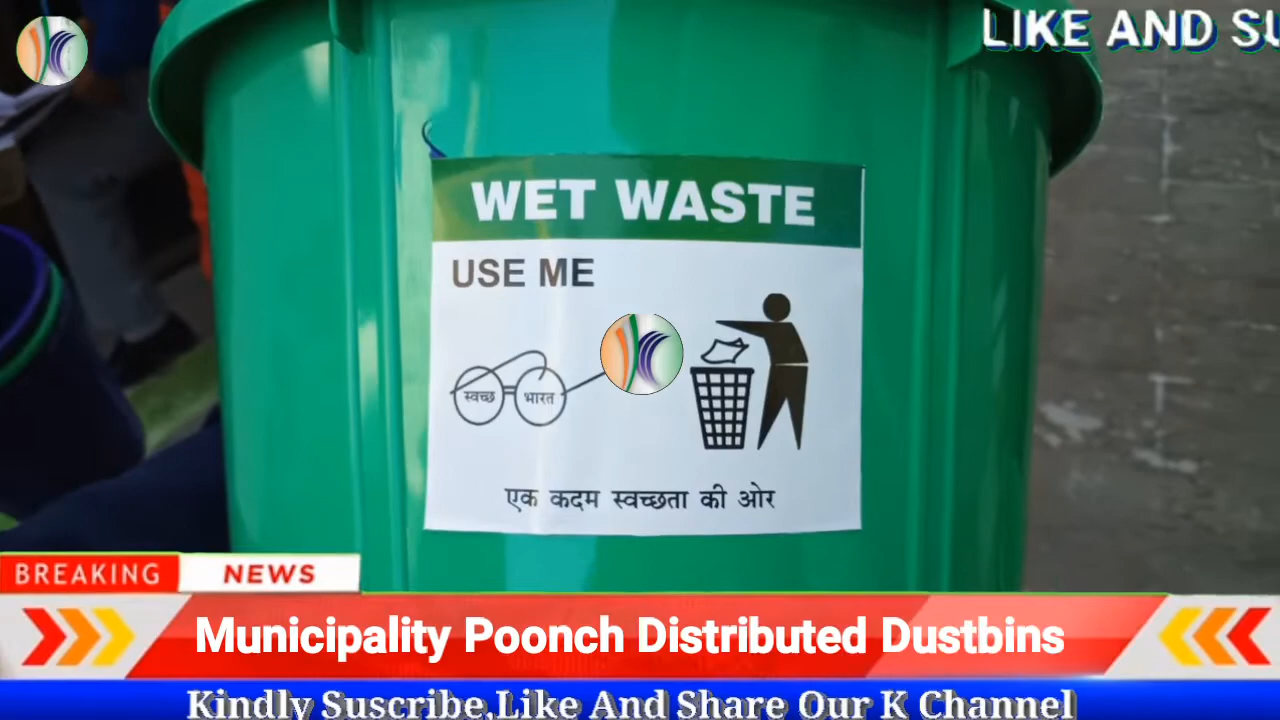 LIKE AND SU
WET WASTE
USE ME
स्वच्छ भारत
एक कदम स्वच्छता की ओर
BREAKING NEWS
Municipality Poonch Distributed Dustbins
Kindly Suscribe,Like And Share Our K Channel